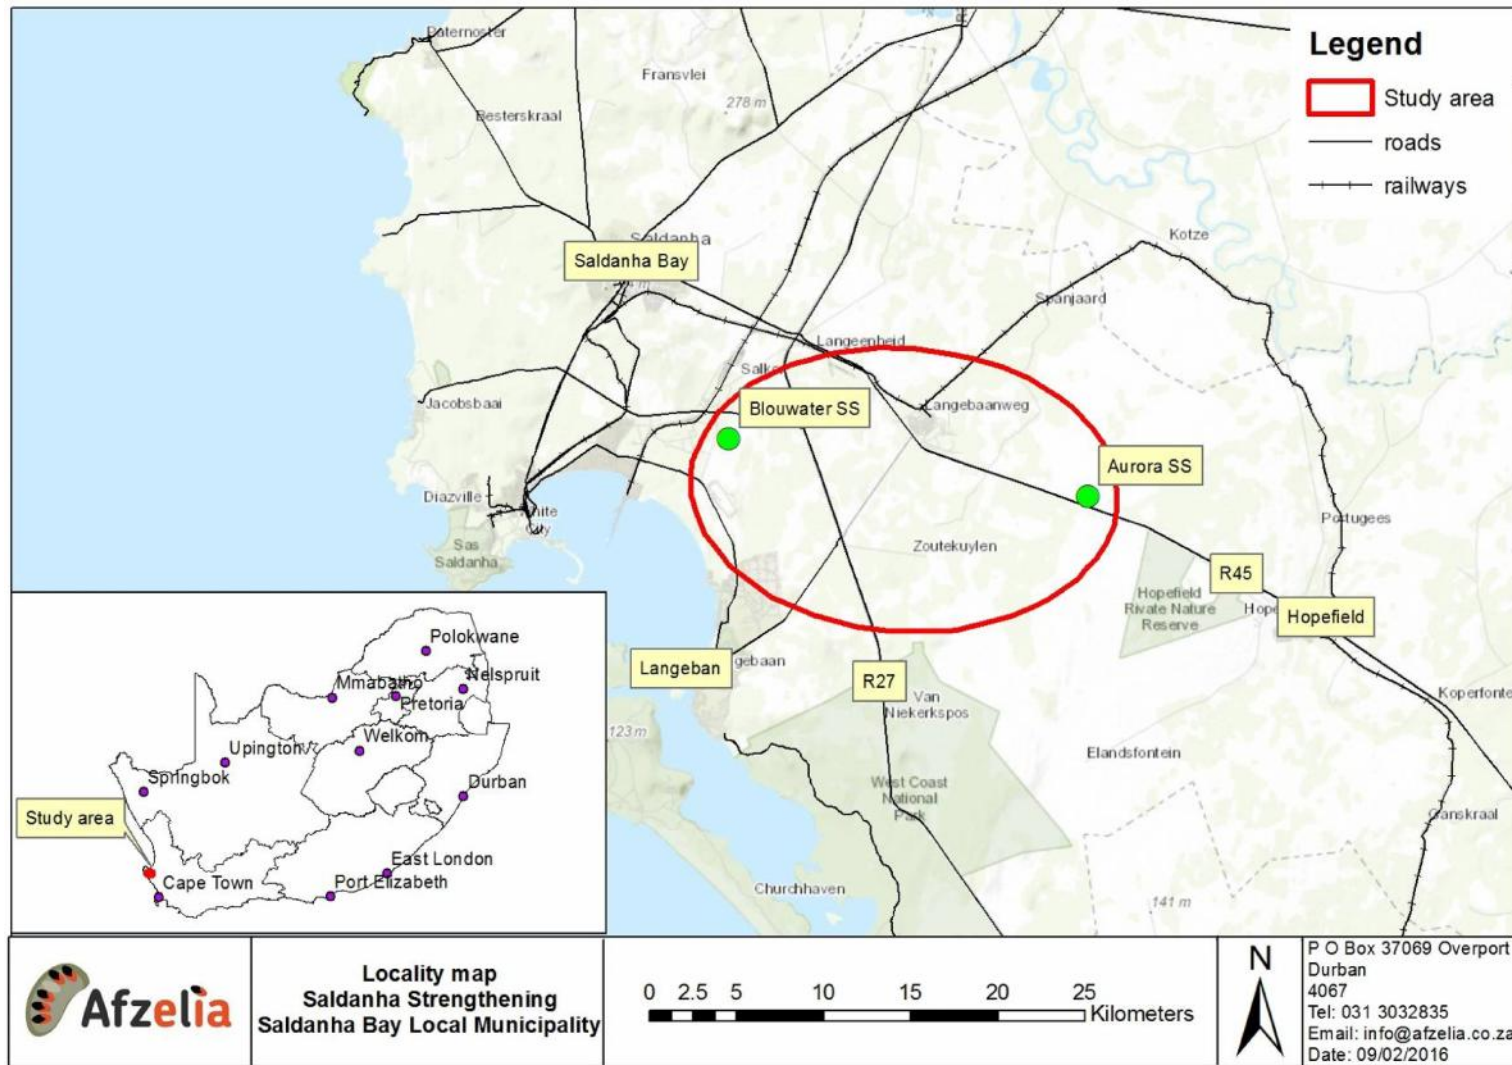 Paternoster
Fransvlei
278 m
Besterskraal
Legend
Study area
roads
railways
Kotze
Saldanha
Saldanha Bay
Spanjaard
Langeenheid
Jacobsbaai
Blouwater SS
Langebaanweg
Aurora SS
Diazville
White
City
Portugees
Sas
Saldanha
Zoutekuylen
R45
Hopefield
Rivate Nature
Reserve
Hopefield
Langeban
gebaan
R27
Van
Niekerkspos
Koperfonte
123 m
Elandsfontein
West Coast
National
Park
Ganskraal
Churchhaven
141 m
Polokwane
Nelspruit
Mmabatho
Pretoria
Welkom
Upington
Springbok
Durban
Study area
East London
Cape Town
Port Elizabeth
Afzelia
Locality map
Saldanha Strengthening
Saldanha Bay Local Municipality
0 2.5 5 10 15 20 25
Kilometers
N
P O Box 37069 Overport
Durban
4067
Tel: 031 3032835
Email: info@afzelia.co.za
Date: 09/02/2016